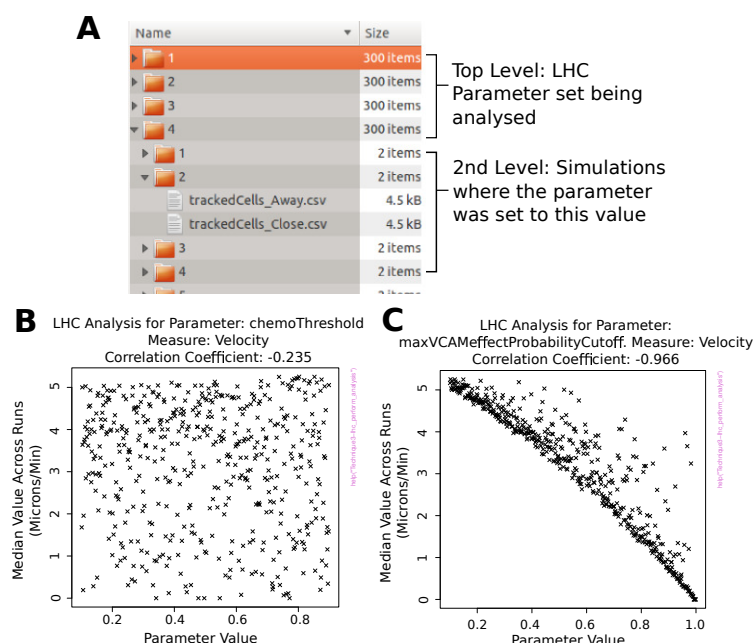 A
Name Size
1 300 items
2 300 items
3 300 items
4 300 items
1 2 items
2 2 items
trackedCells_Away.csv 4.5 kB
trackedCells_Close.csv 4.5 kB
3 2 items
4 2 items
Top Level: LHC
Parameter set being
analysed
2nd Level: Simulations
where the parameter
was set to this value
B
LHC Analysis for Parameter: chemoThreshold
Measure: Velocity
Correlation Coefficient: -0.235
Median Value Across Runs
(Microns/Min)
5
4
3
2
1
0
0.2 0.4 0.6 0.8
Parameter Value
help("Technique3-lhc_perform_analysis")
C
LHC Analysis for Parameter:
maxVCAMeffectProbabilityCutoff. Measure: Velocity
Correlation Coefficient: -0.966
Median Value Across Runs
(Microns/Min)
5
4
3
2
1
0
0.2 0.4 0.6 0.8 1.0
Parameter Value
help("Technique3-lhc_perform_analysis")